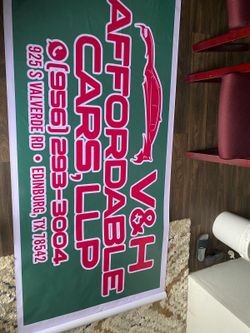 V&H
AFFORDABLE
CARS, LLP
(956) 293-3004
925 S VALVERDE RD • EDINBURG, TX 78542